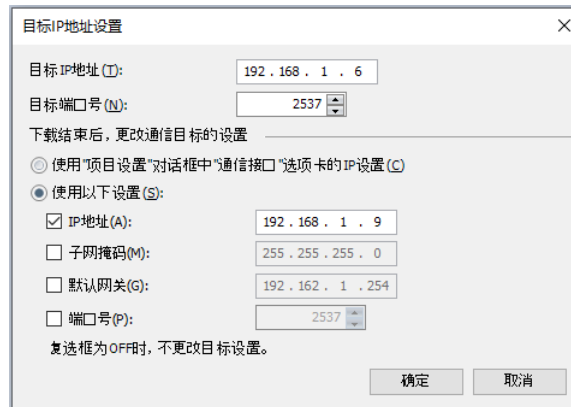 目标IP地址设置
目标IP地址(T): 192 . 168 . 1 . 6
目标端口号(N): 2537
下载结束后，更改通信目标的设置
使用"项目设置"对话框中"通信接口"选项卡的IP设置(C)
使用以下设置(S):
IP地址(A): 192 . 168 . 1 . 9
子网掩码(M): 255 . 255 . 255 . 0
默认网关(G): 192 . 162 . 1 . 254
端口号(P): 2537
复选框为OFF时，不更改目标设置。
确定 取消